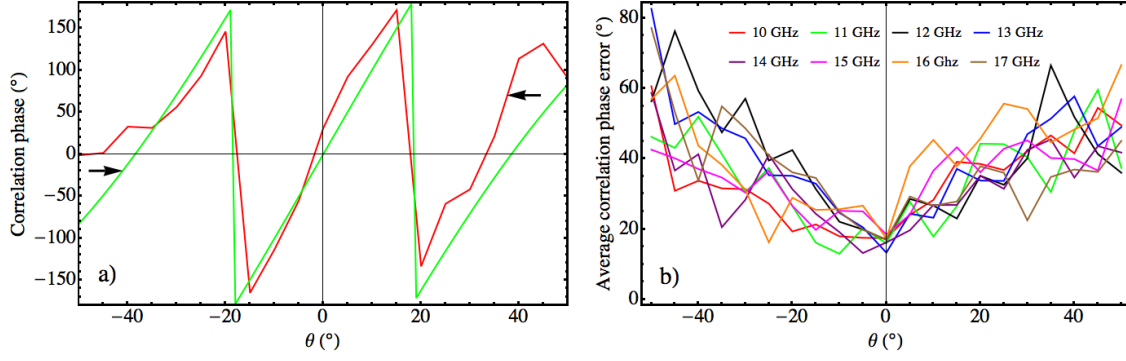 Correlation phase (°)
150
100
50
0
−50
−100
−150
a)
−40
−20
0
20
40
θ (°)
Average correlation phase error (°)
80
60
40
20
0
10 GHz
11 GHz
12 GHz
13 GHz
14 GHz
15 GHz
16 Ghz
17 GHz
b)
−40
−20
0
20
40
θ (°)